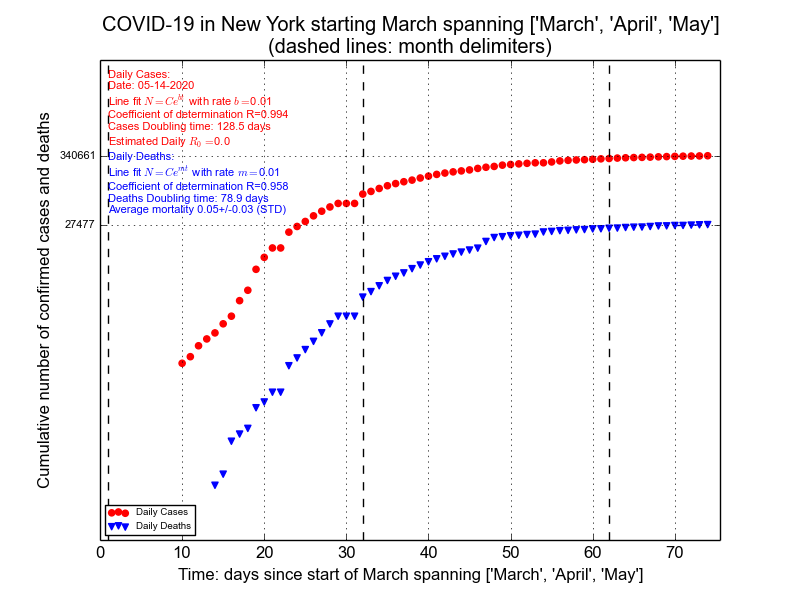 COVID-19 in New York starting March spanning ['March', 'April', 'May']
(dashed lines: month delimiters)
Daily Cases:
Date: 05-14-2020
Line fit N = Ce^{bt} with rate b = 0.01
Coefficient of determination R=0.994
Cases Doubling time: 128.5 days
Estimated Daily R_0 = 0.0
Daily Deaths:
Line fit N = Ce^{mt} with rate m = 0.01
Coefficient of determination R=0.958
Deaths Doubling time: 78.9 days
Average mortality 0.05+/-0.03 (STD)
340661
27477
Cumulative number of confirmed cases and deaths
Daily Cases
Daily Deaths
0 10 20 30 40 50 60 70
Time: days since start of March spanning ['March', 'April', 'May']